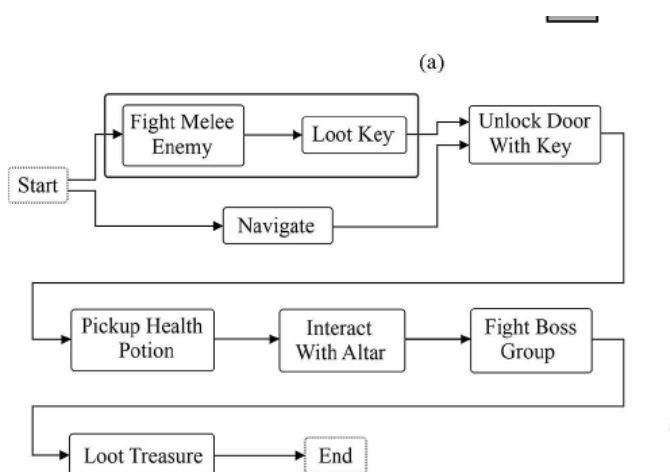 (a)
Fight Melee
Enemy
Loot Key
Unlock Door
With Key
Start
Navigate
Pickup Health
Potion
Interact
With Altar
Fight Boss
Group
Loot Treasure
End